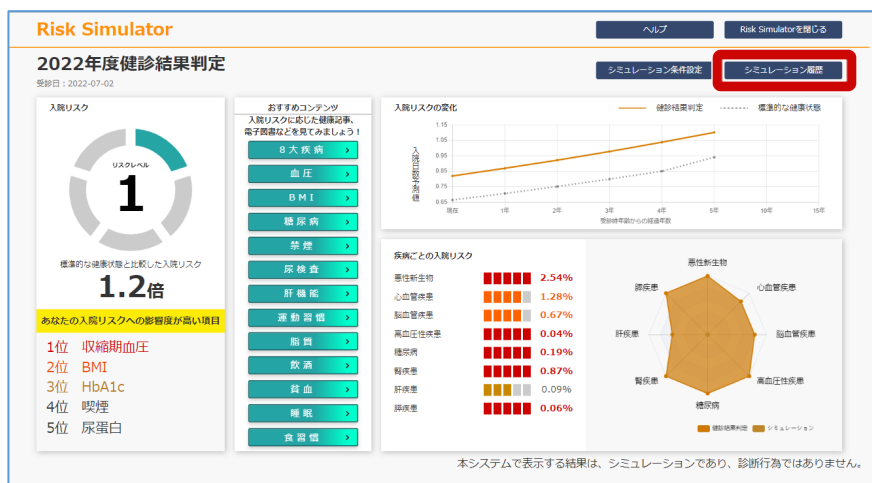 Risk Simulator
ヘルプ
Risk Simulatorを閉じる
2022年度健診結果判定
受診日：2022-07-02
シミュレーション条件設定
シミュレーション履歴
入院リスク
リスクレベル
1
標準的な健康状態と比較した入院リスク
1.2倍
あなたの入院リスクへの影響度が高い項目
1位 収縮期血圧
2位 BMI
3位 HbA1c
4位 喫煙
5位 尿蛋白
おすすめコンテンツ
入院リスクに応じた健康記事、
電子図書などを見てみましょう！
8大疾病
血圧
BMI
糖尿病
禁煙
尿検査
肝機能
運動習慣
脂質
飲酒
貧血
睡眠
食習慣
入院リスクの変化
健診結果判定
標準的な健康状態
入院日数予測値
1.15
1.05
0.95
0.85
0.75
0.65
現在
1年
2年
3年
4年
5年
10年
15年
受診時年齢からの経過年数
疾病ごとの入院リスク
悪性新生物 2.54%
心血管疾患 1.28%
脳血管疾患 0.67%
高血圧性疾患 0.04%
糖尿病 0.19%
腎疾患 0.87%
肝疾患 0.09%
膵疾患 0.06%
悪性新生物
膵疾患
心血管疾患
肝疾患
脳血管疾患
腎疾患
高血圧性疾患
糖尿病
健診結果判定
シミュレーション
本システムで表示する結果は、シミュレーションであり、診断行為ではありません。